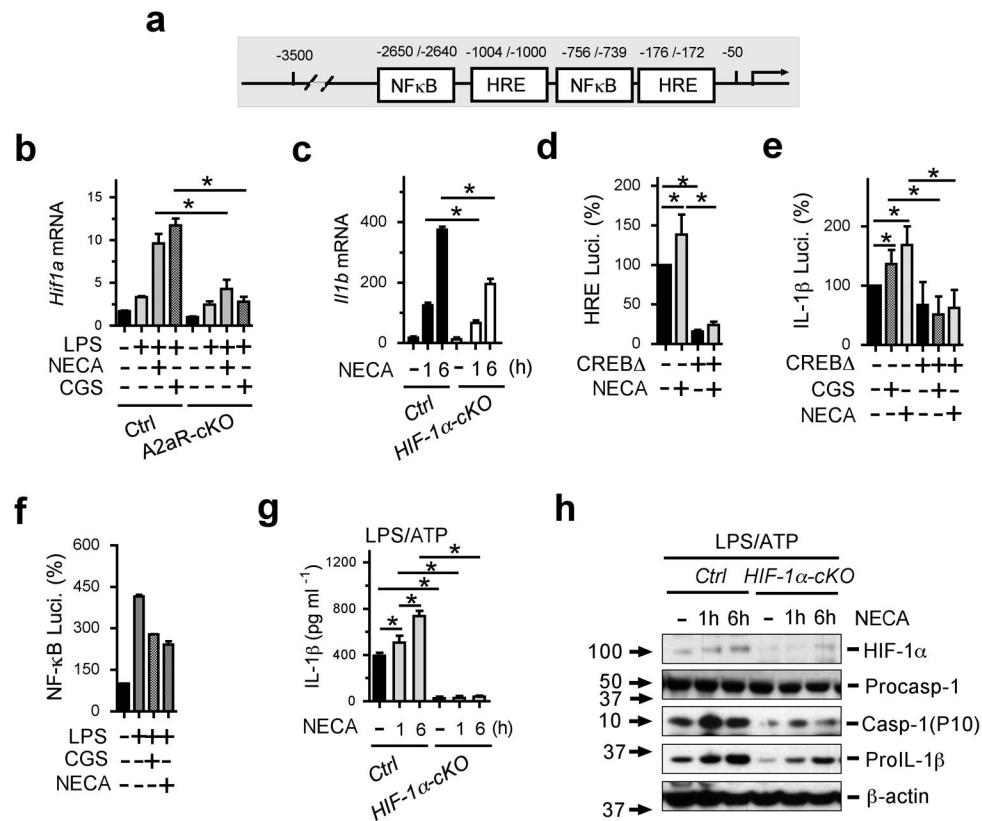 a
-3500
-2650 /-2640 -1004 /-1000 -756 /-739 -176 /-172 -50
NFκB HRE NFκB HRE
b
Hif1a mRNA
15
10
5
0
LPS - + + + - + + +
NECA - - + - - - + -
CGS - - - + - - - +
Ctrl
A2aR-cKO
* *
c
Il1b mRNA
400
200
0
NECA - 1 6 - 1 6 (h)
Ctrl
HIF-1α-cKO
* *
d
HRE Luci. (%)
200
150
100
50
0
CREBΔ - - + +
NECA - + - +
* * *
e
IL-1β Luci. (%)
200
100
0
CREBΔ - - - + + +
CGS - + - - + -
NECA - - + - - +
* * * *
f
NF-κB Luci. (%)
600
450
300
150
0
LPS - + + +
CGS - - + -
NECA - - - +
g
LPS/ATP
IL-1β (pg ml -1)
1200
800
400
0
NECA - 1 6 - 1 6 (h)
Ctrl
HIF-1α-cKO
* * * * *
h
LPS/ATP
Ctrl HIF-1α-cKO
- 1h 6h - 1h 6h NECA
100 HIF-1α
50
37
Procasp-1
10 Casp-1(P10)
37
ProIL-1β
β-actin
37